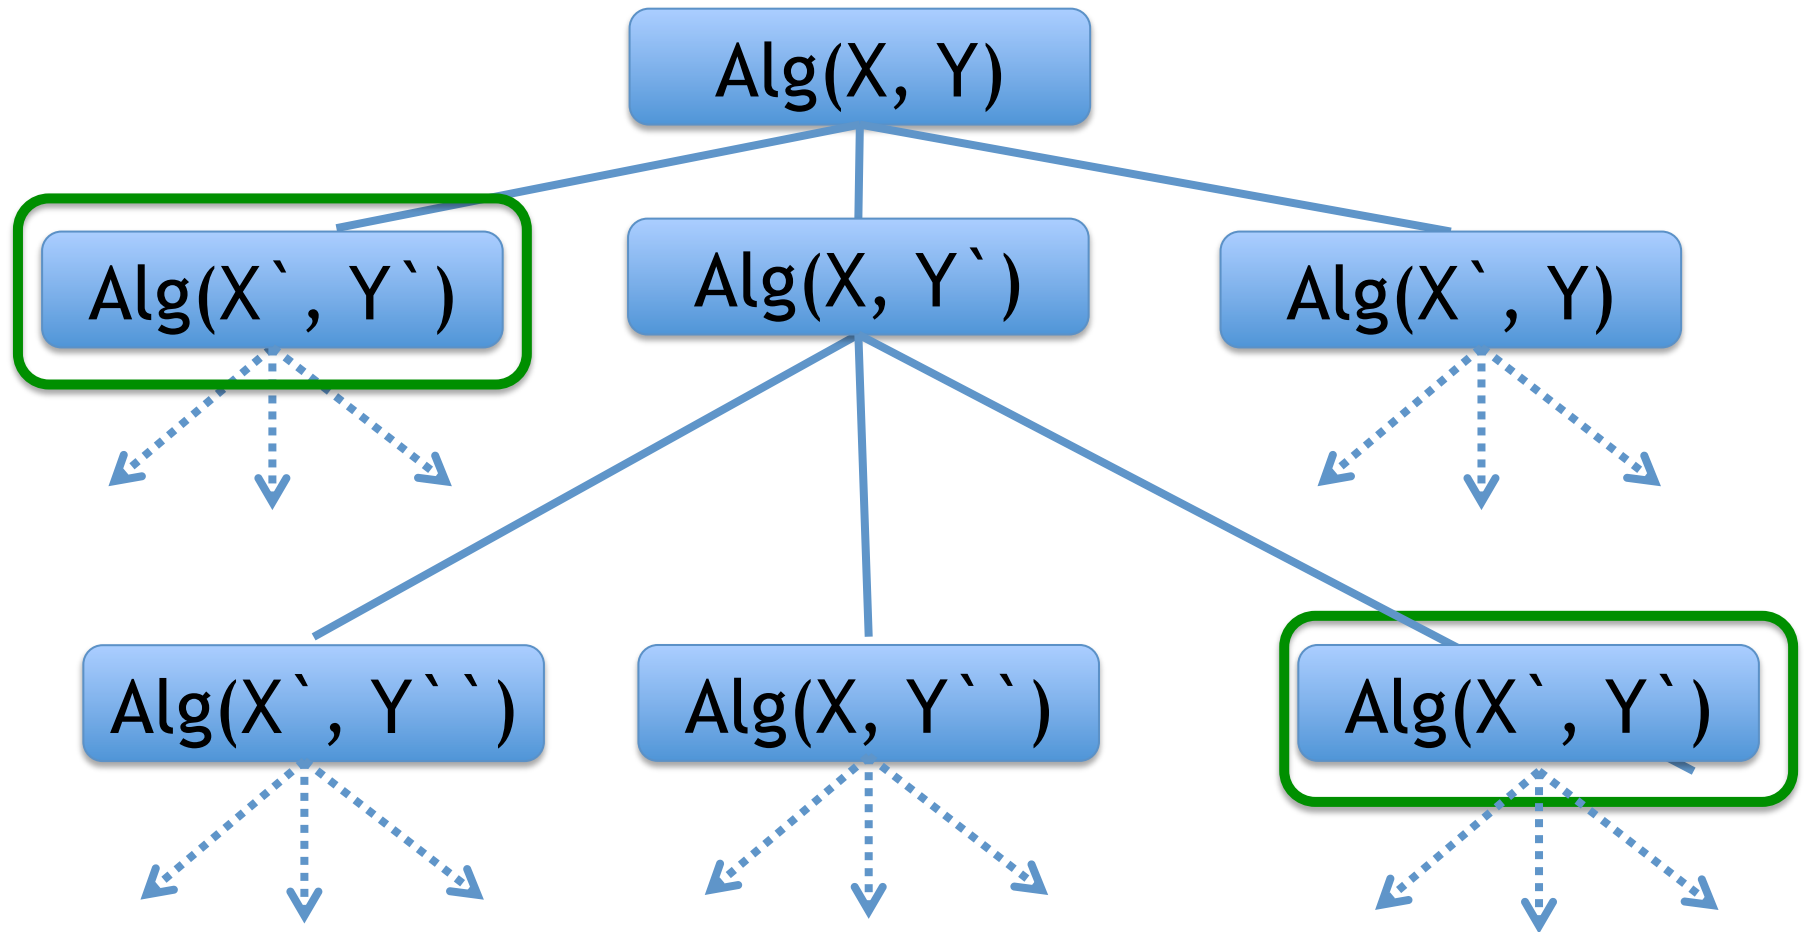 Alg(X, Y)
Alg(X`, Y`)
Alg(X, Y`)
Alg(X`, Y)
Alg(X`, Y``)
Alg(X, Y``)
Alg(X`, Y`)